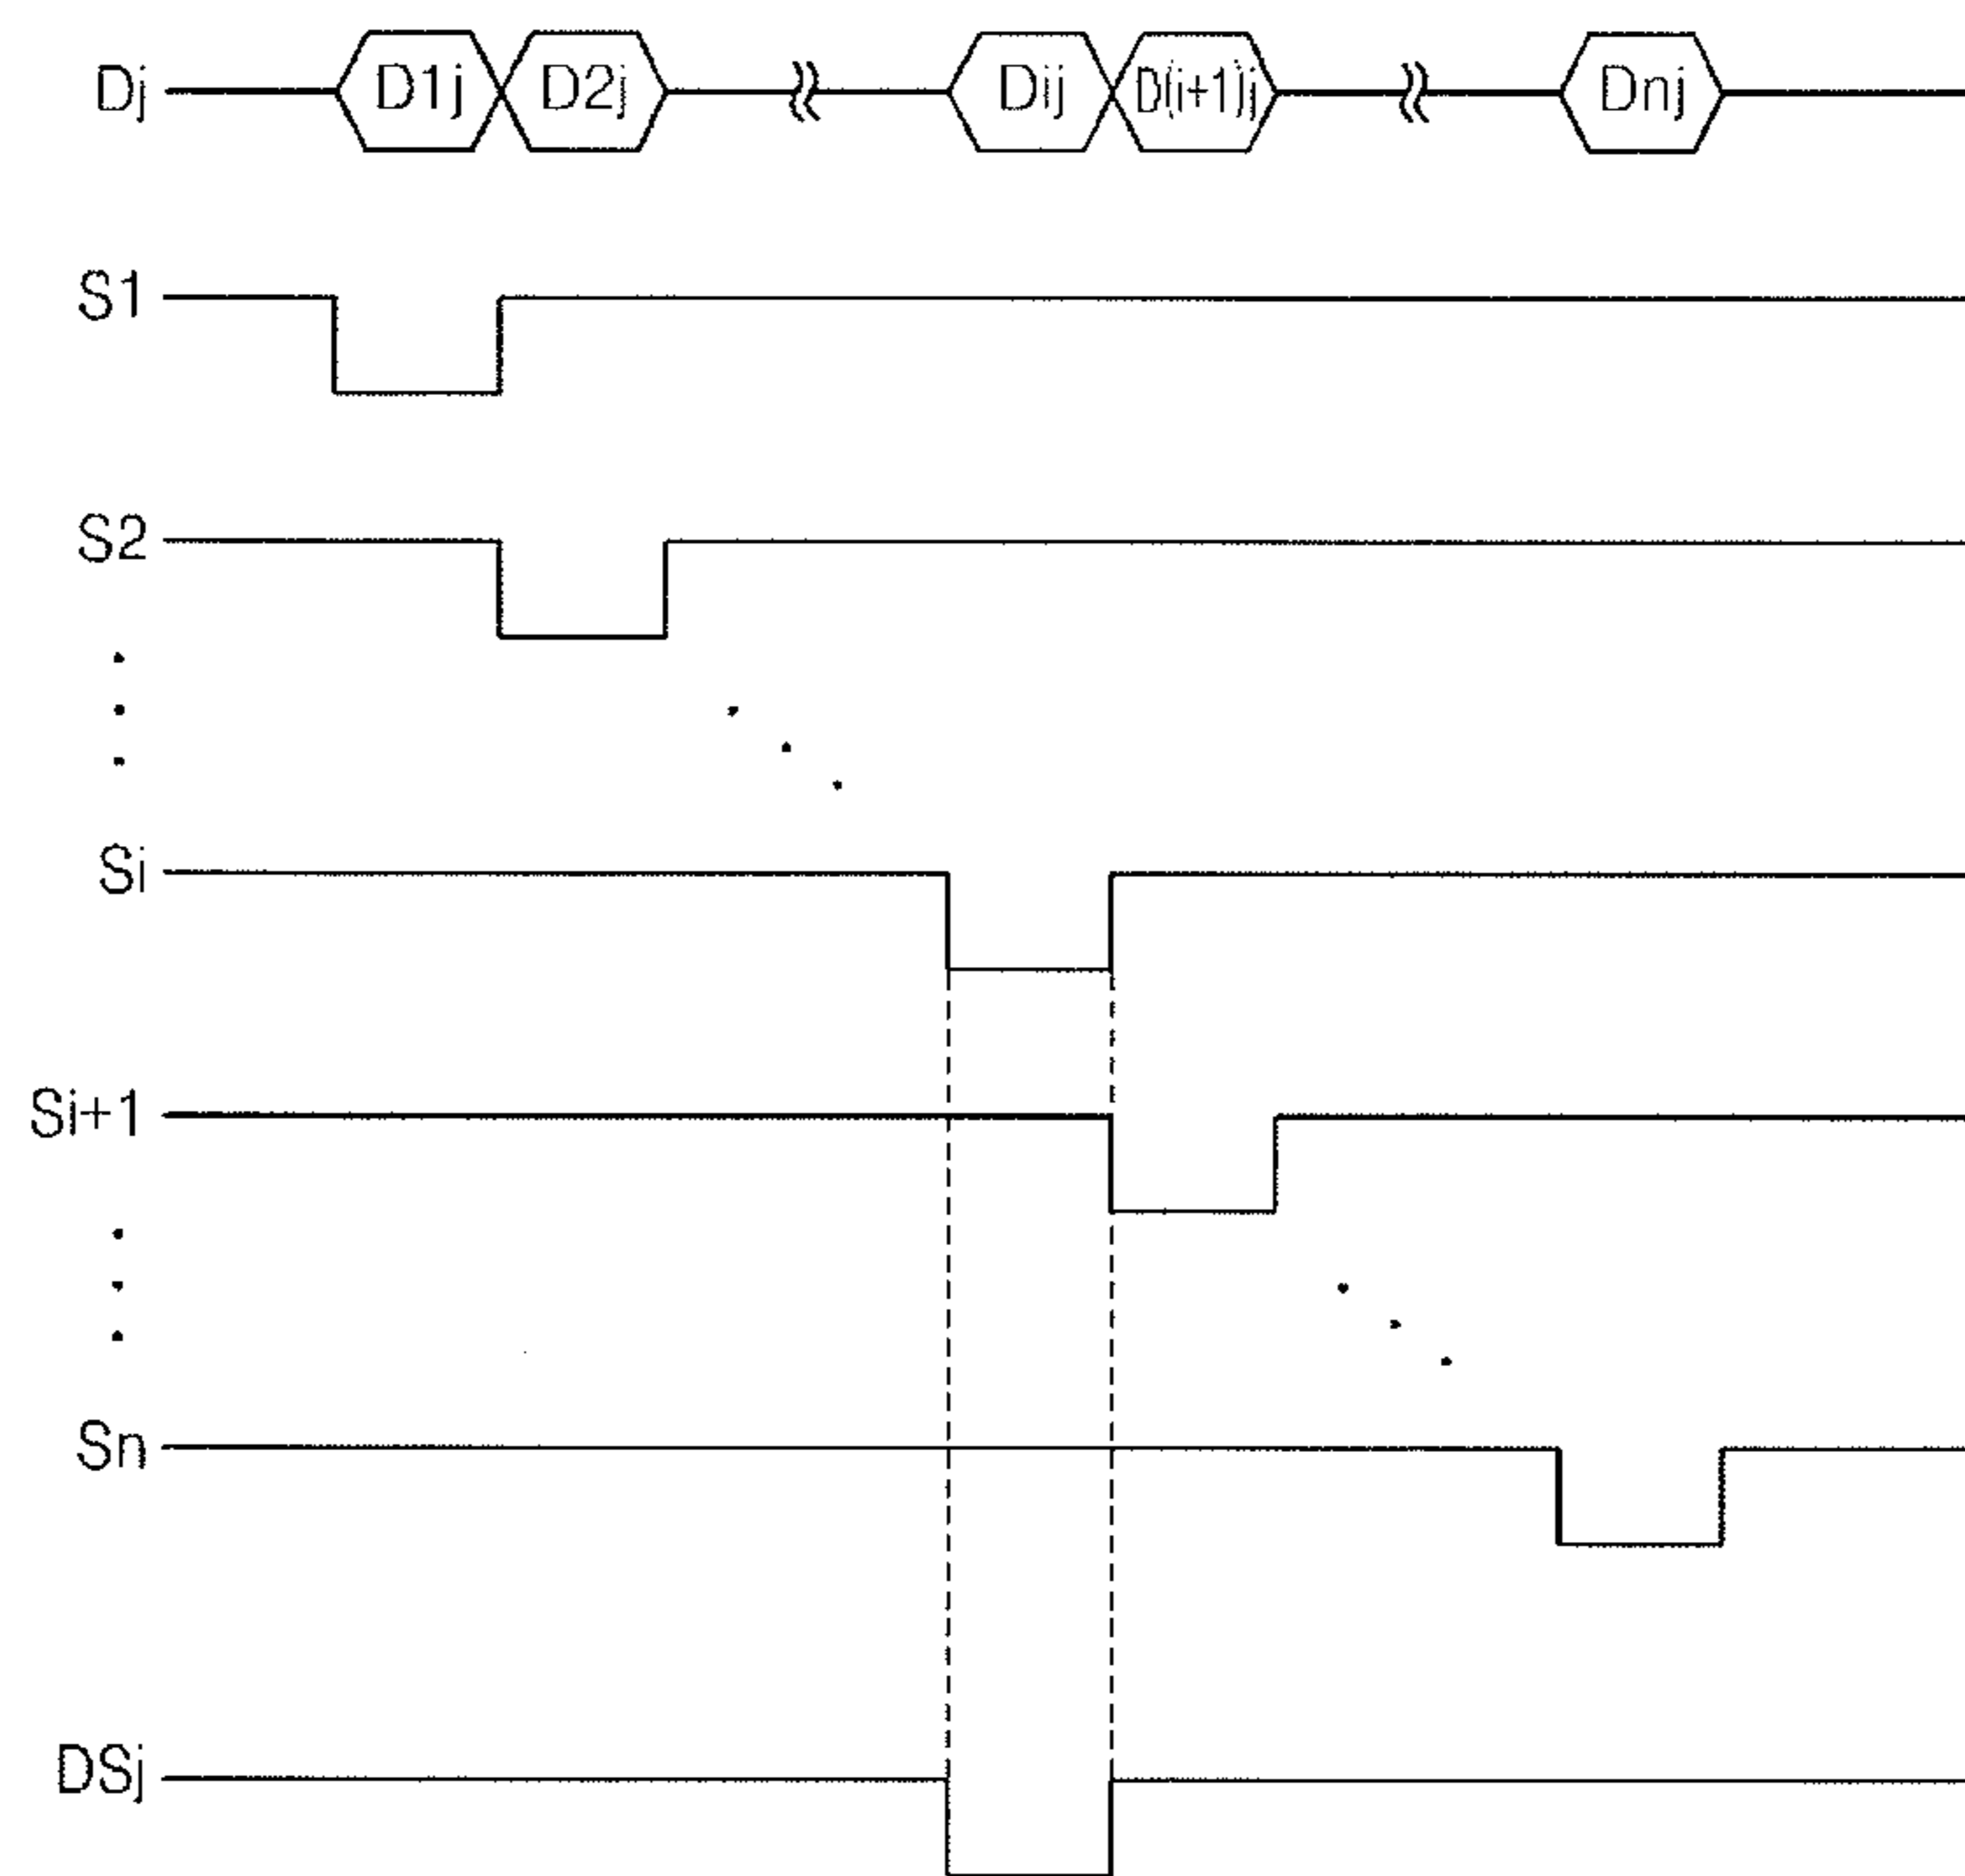 Dj D1j D2j Dij D(i+1)j Dnj
S1
S2
Si
Si+1
Sn
DSj